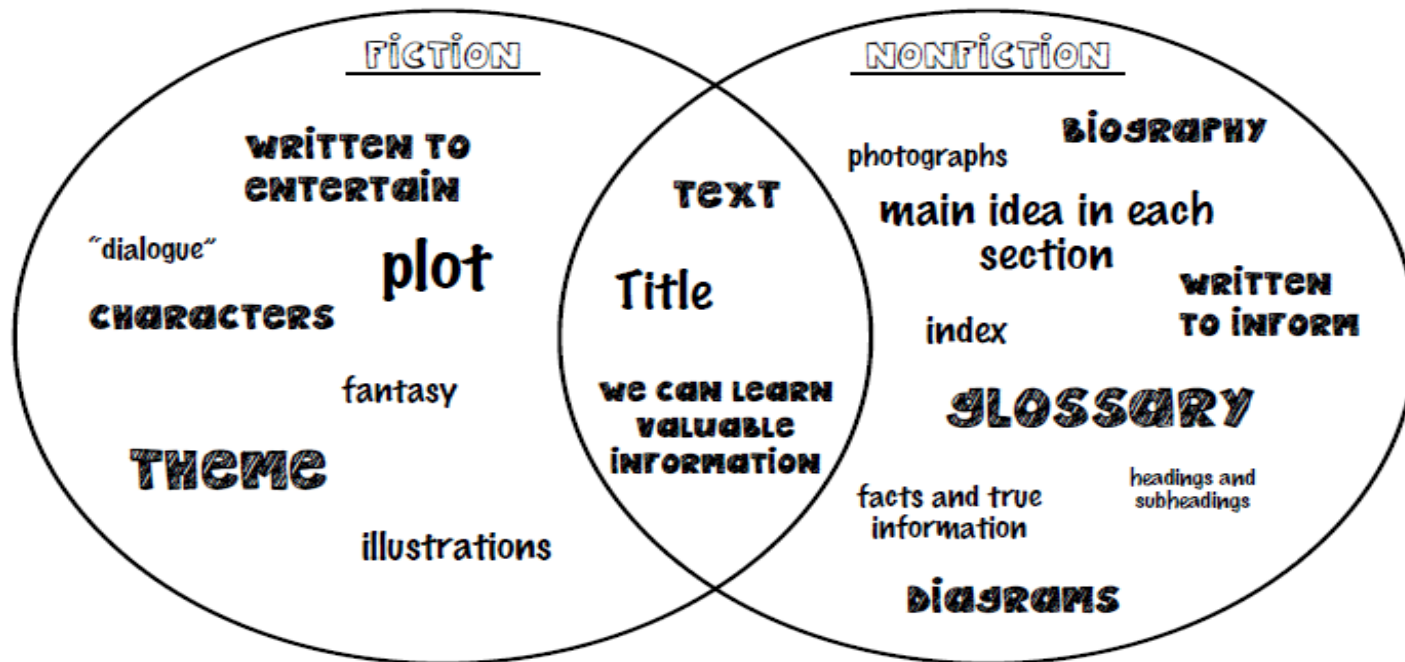 FICTION
WRITTEN TO
ENTERTAIN
"dialogue"
plot
CHARACTERS
fantasy
THEME
illustrations
TEXT
Title
WE CAN LEARN
VALUABLE
INFORMATION
NONFICTION
BIOGRAPHY
photographs
main idea in each
section
WRITTEN
TO INFORM
index
GLOSSARY
headings and
subheadings
facts and true
information
DIAGRAMS